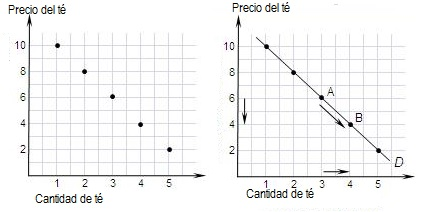 Precio del té
10
8
6
4
2
1 2 3 4 5
Cantidad de té
Precio del té
10
8
6
4
2
A
B
D
1 2 3 4 5
Cantidad de té